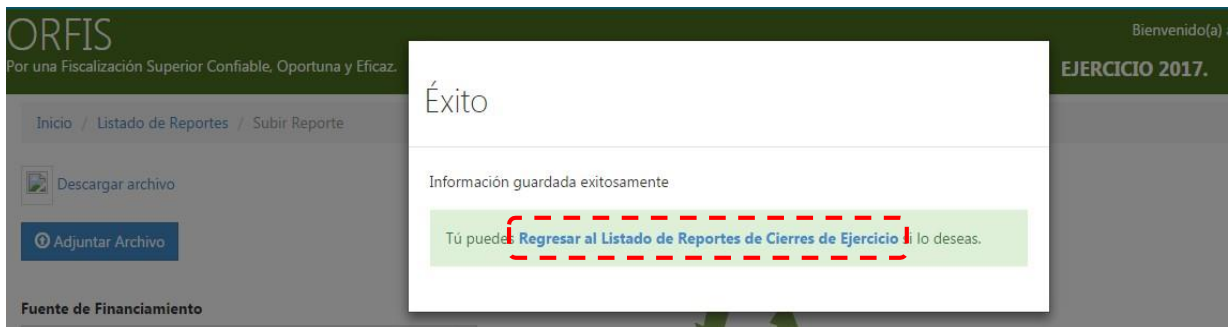 ORFIS
Por una Fiscalización Superior Confiable, Oportuna y Eficaz.
Bienvenido(a)
EJERCICIO 2017.
Inicio / Listado de Reportes / Subir Reporte
Descargar archivo
Adjuntar Archivo
Fuente de Financiamiento
Éxito
Información guardada exitosamente
Tú puedes Regresar al Listado de Reportes de Cierres de Ejercicio si lo deseas.